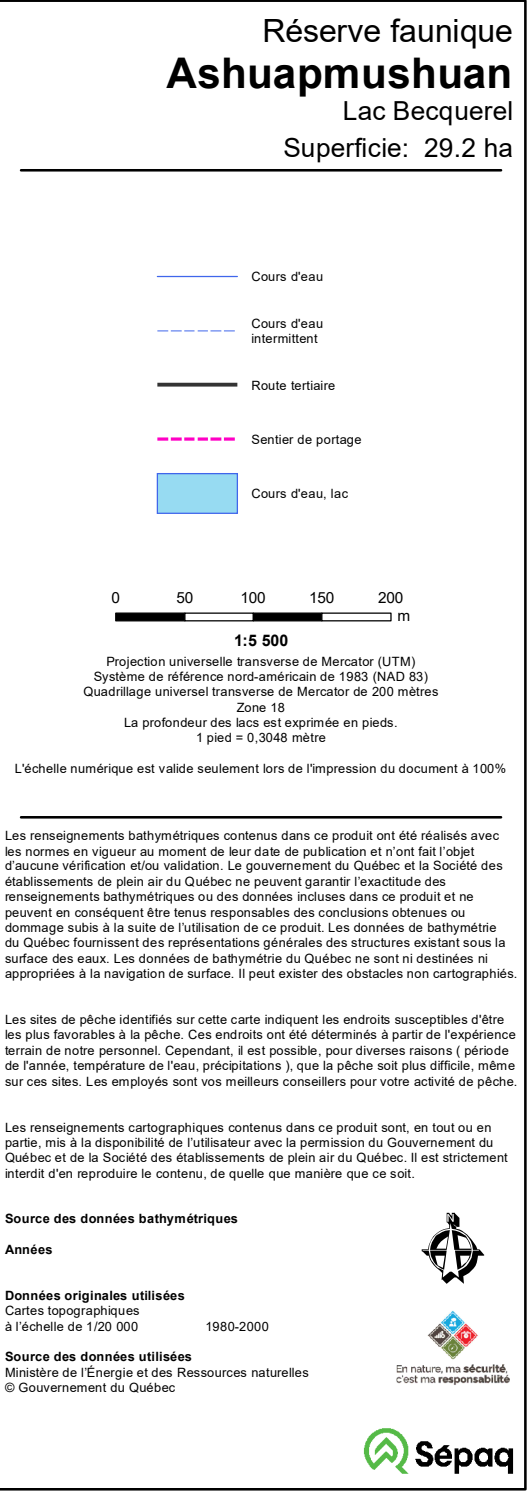 Réserve faunique
Ashuapmushuan
Lac Becquerel
Superficie: 29.2 ha
Cours d'eau
Cours d'eau
intermittent
Route tertiaire
Sentier de portage
Cours d'eau, lac
0 50 100 150 200
m
1:5 500
Projection universelle transverse de Mercator (UTM)
Système de référence nord-américain de 1983 (NAD 83)
Quadrillage universel transverse de Mercator de 200 mètres
Zone 18
La profondeur des lacs est exprimée en pieds.
1 pied = 0,3048 mètre
L'échelle numérique est valide seulement lors de l'impression du document à 100%
Les renseignements bathymétriques contenus dans ce produit ont été réalisés avec
les normes en vigueur au moment de leur date de publication et n'ont fait l'objet
d'aucune vérification et/ou validation. Le gouvernement du Québec et la Société des
établissements de plein air du Québec ne peuvent garantir l'exactitude des
renseignements bathymétriques ou des données incluses dans ce produit et ne
peuvent en conséquent être tenus responsables des conclusions obtenues ou
dommage subis à la suite de l'utilisation de ce produit. Les données de bathymétrie
du Québec fournissent des représentations générales des structures existant sous la
surface des eaux. Les données de bathymétrie du Québec ne sont ni destinées ni
appropriées à la navigation de surface. Il peut exister des obstacles non cartographiés.
Les sites de pêche identifiés sur cette carte indiquent les endroits susceptibles d'être
les plus favorables à la pêche. Ces endroits ont été déterminés à partir de l'expérience
terrain de notre personnel. Cependant, il est possible, pour diverses raisons ( période
de l'année, température de l'eau, précipitations ), que la pêche soit plus difficile, même
sur ces sites. Les employés sont vos meilleurs conseillers pour votre activité de pêche.
Les renseignements cartographiques contenus dans ce produit sont, en tout ou en
partie, mis à la disponibilité de l'utilisateur avec la permission du Gouvernement du
Québec et de la Société des établissements de plein air du Québec. Il est strictement
interdit d'en reproduire le contenu, de quelle que manière que ce soit.
Source des données bathymétriques
Années
N
Données originales utilisées
Cartes topographiques
à l'échelle de 1/20 000 1980-2000
Source des données utilisées
Ministère de l'Énergie et des Ressources naturelles
© Gouvernement du Québec
En nature, ma sécurité,
c'est ma responsabilité
Sépaq